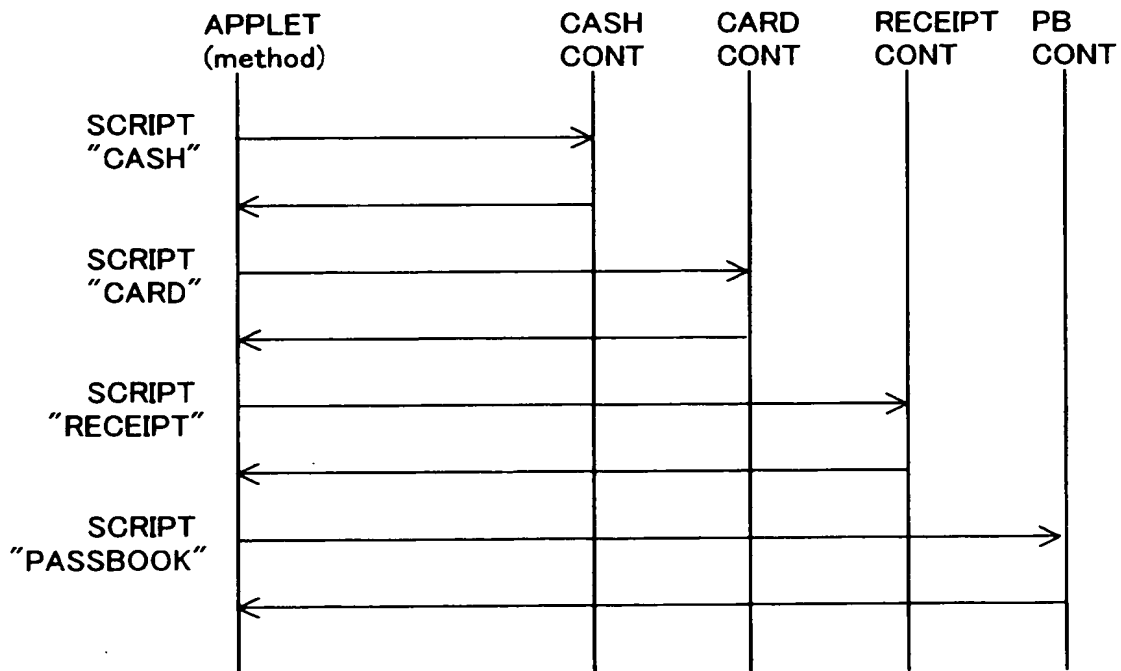 APPLET
(method)
CASH
CONT
CARD
CONT
RECEIPT
CONT
PB
CONT
SCRIPT
"CASH"
SCRIPT
"CARD"
SCRIPT
"RECEIPT"
SCRIPT
"PASSBOOK"